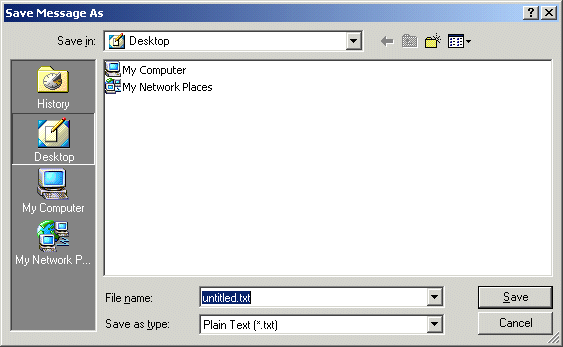 Save Message As
Save in: Desktop
My Computer
My Network Places
History
Desktop
My Computer
My Network P...
File name: untitled.txt Save
Save as type: Plain Text (*.txt) Cancel